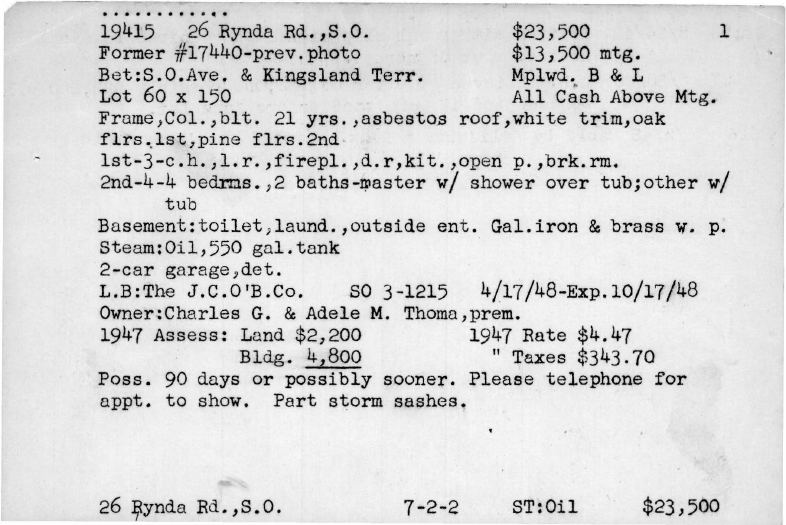 ............
19415 26 Rynda Rd.,S.O. $23,500 1
Former #17440-prev.photo $13,500 mtg.
Bet:S.O.Ave. & Kingsland Terr. Mplwd. B & L
Lot 60 x 150 All Cash Above Mtg.
Frame,Col.,blt. 21 yrs.,asbestos roof,white trim,oak
flrs.1st,pine flrs.2nd
1st-3-c.h.,l.r.,firepl.,d.r,kit.,open p.,brk.rm.
2nd-4-4 bedrms.,2 baths-master w/ shower over tub;other w/
tub
Basement:toilet,laund.,outside ent. Gal.iron & brass w. p.
Steam:Oil,550 gal.tank
2-car garage,det.
L.B:The J.C.O'B.Co. SO 3-1215 4/17/48-Exp.10/17/48
Owner:Charles G. & Adele M. Thoma,prem.
1947 Assess: Land $2,200 1947 Rate $4.47
Bldg. 4,800 " Taxes $343.70
Poss. 90 days or possibly sooner. Please telephone for
appt. to show. Part storm sashes.
26 Rynda Rd.,S.O. 7-2-2 ST:Oil $23,500